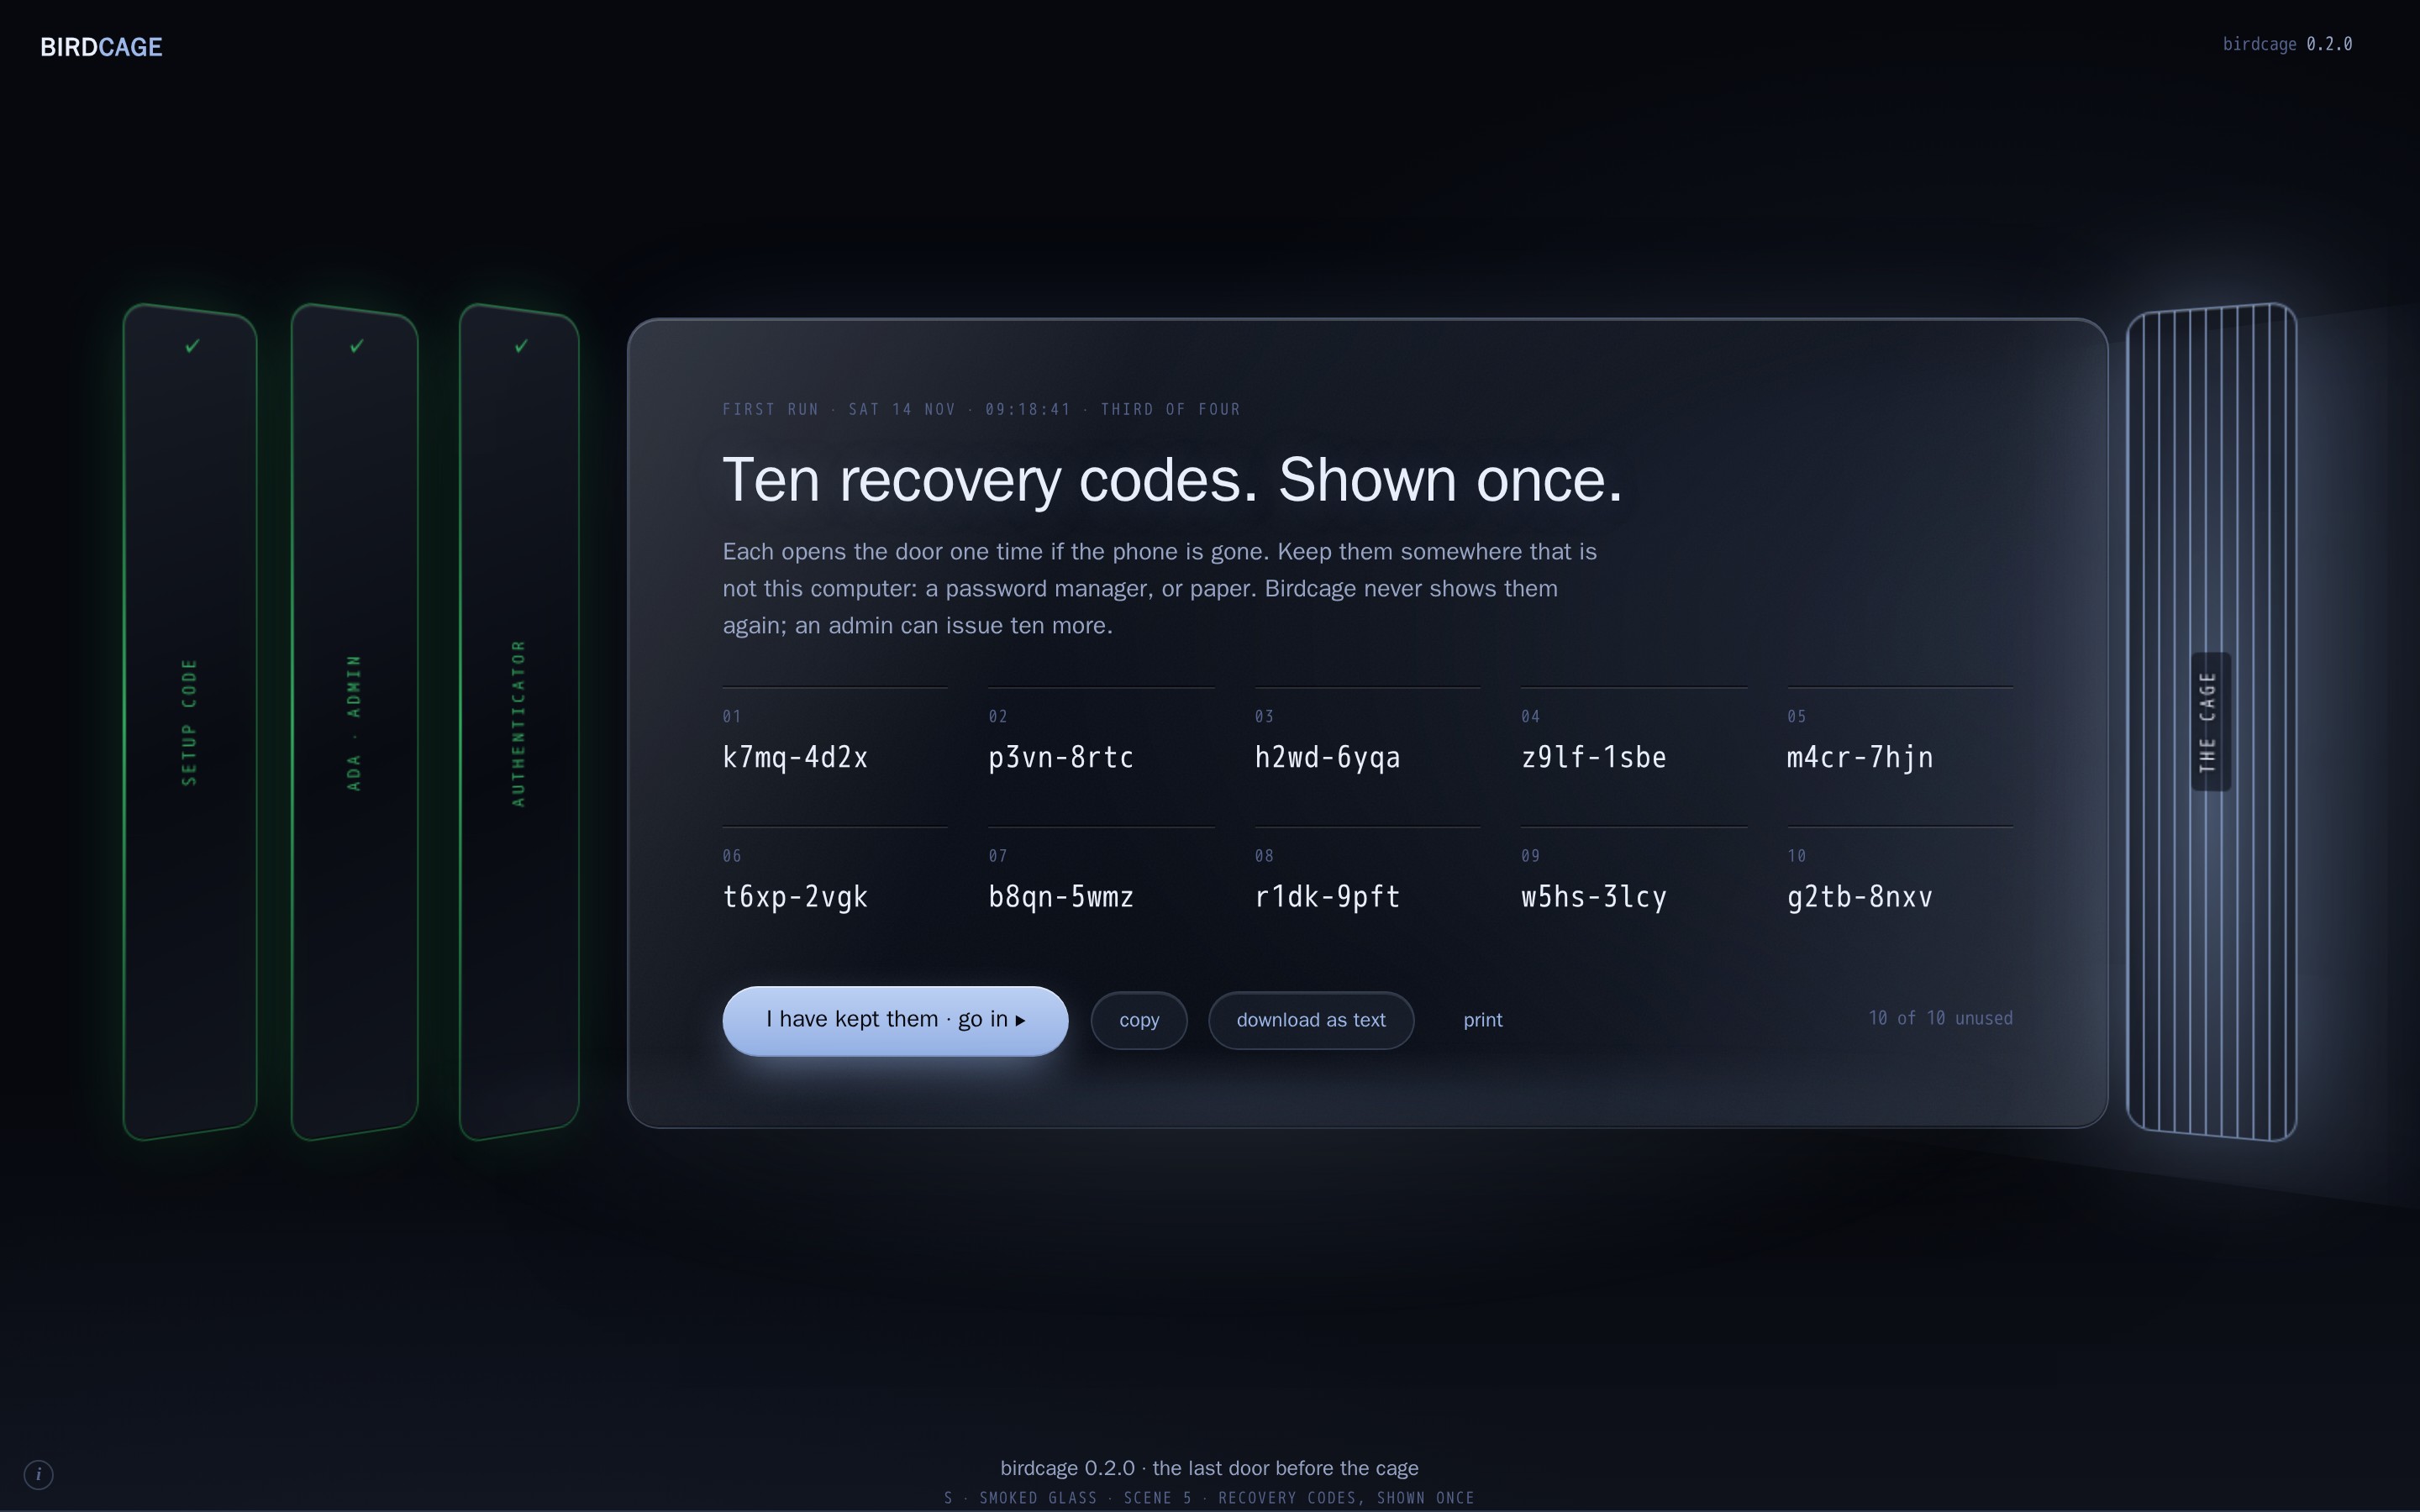 BIRDCAGE
birdcage 0.2.0
✓
✓
✓
SETUP CODE
ADA · ADMIN
AUTHENTICATOR
FIRST RUN · SAT 14 NOV · 09:18:41 · THIRD OF FOUR
Ten recovery codes. Shown once.
Each opens the door one time if the phone is gone. Keep them somewhere that is
not this computer: a password manager, or paper. Birdcage never shows them
again; an admin can issue ten more.
01
k7mq-4d2x
02
p3vn-8rtc
03
h2wd-6yqa
04
z9lf-1sbe
05
m4cr-7hjn
06
t6xp-2vgk
07
b8qn-5wmz
08
r1dk-9pft
09
w5hs-3lcy
10
g2tb-8nxv
I have kept them · go in ▸
copy
download as text
print
10 of 10 unused
THE CAGE
i
birdcage 0.2.0 · the last door before the cage
S · SMOKED GLASS · SCENE 5 · RECOVERY CODES, SHOWN ONCE